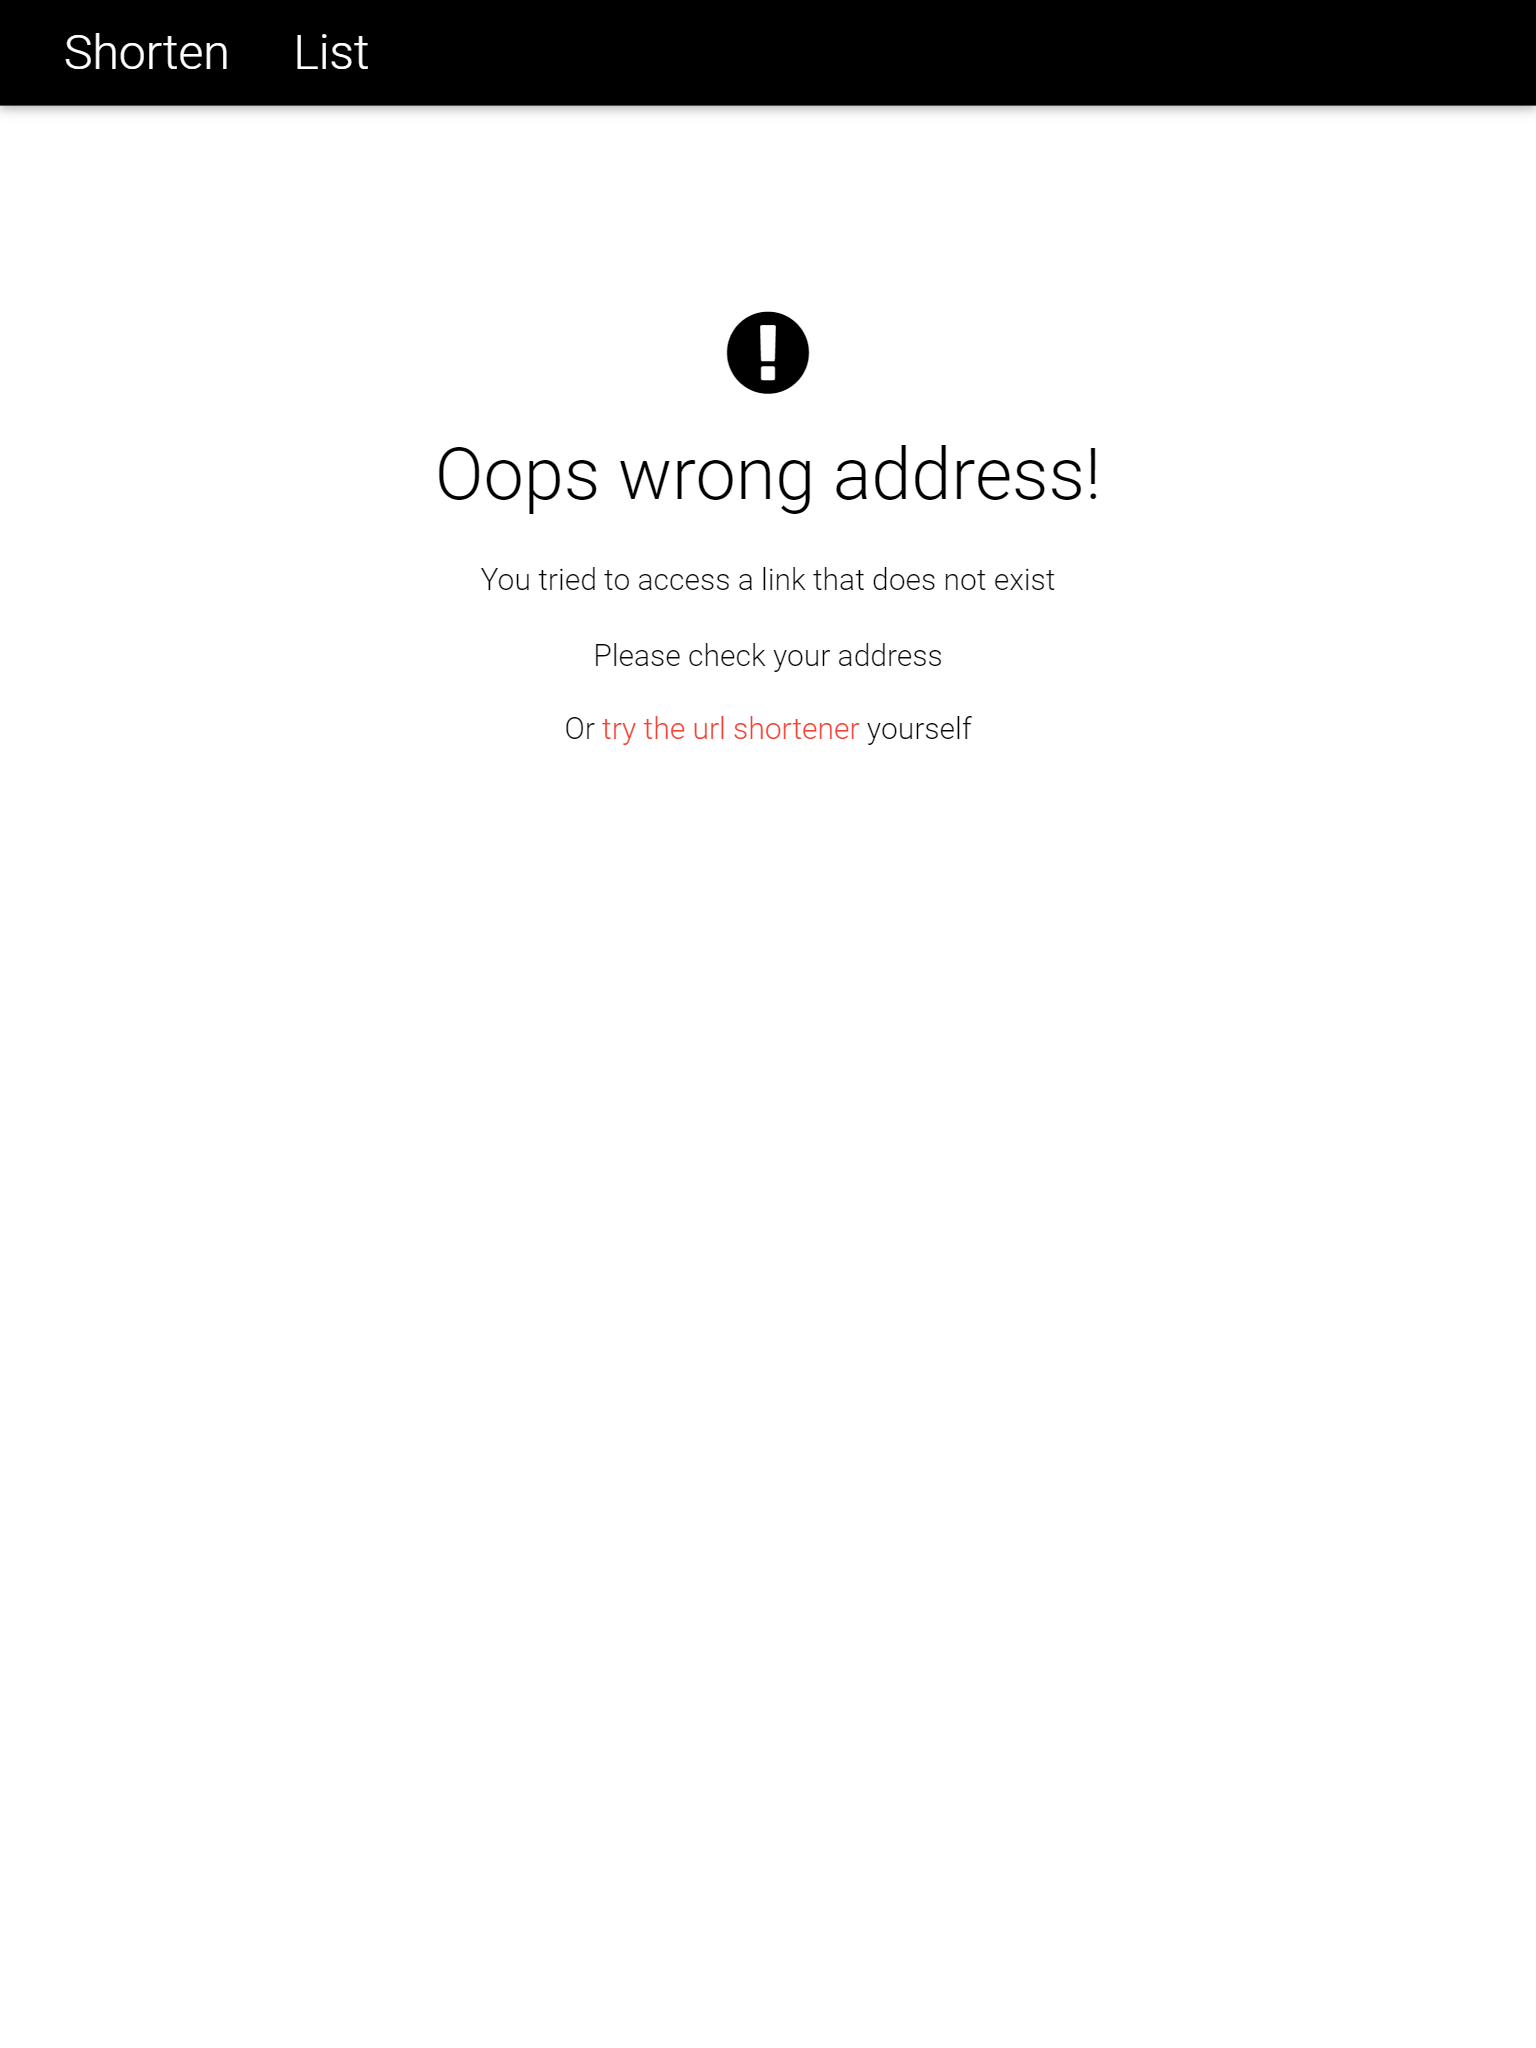 Shorten List
Oops wrong address!
You tried to access a link that does not exist
Please check your address
Or try the url shortener yourself